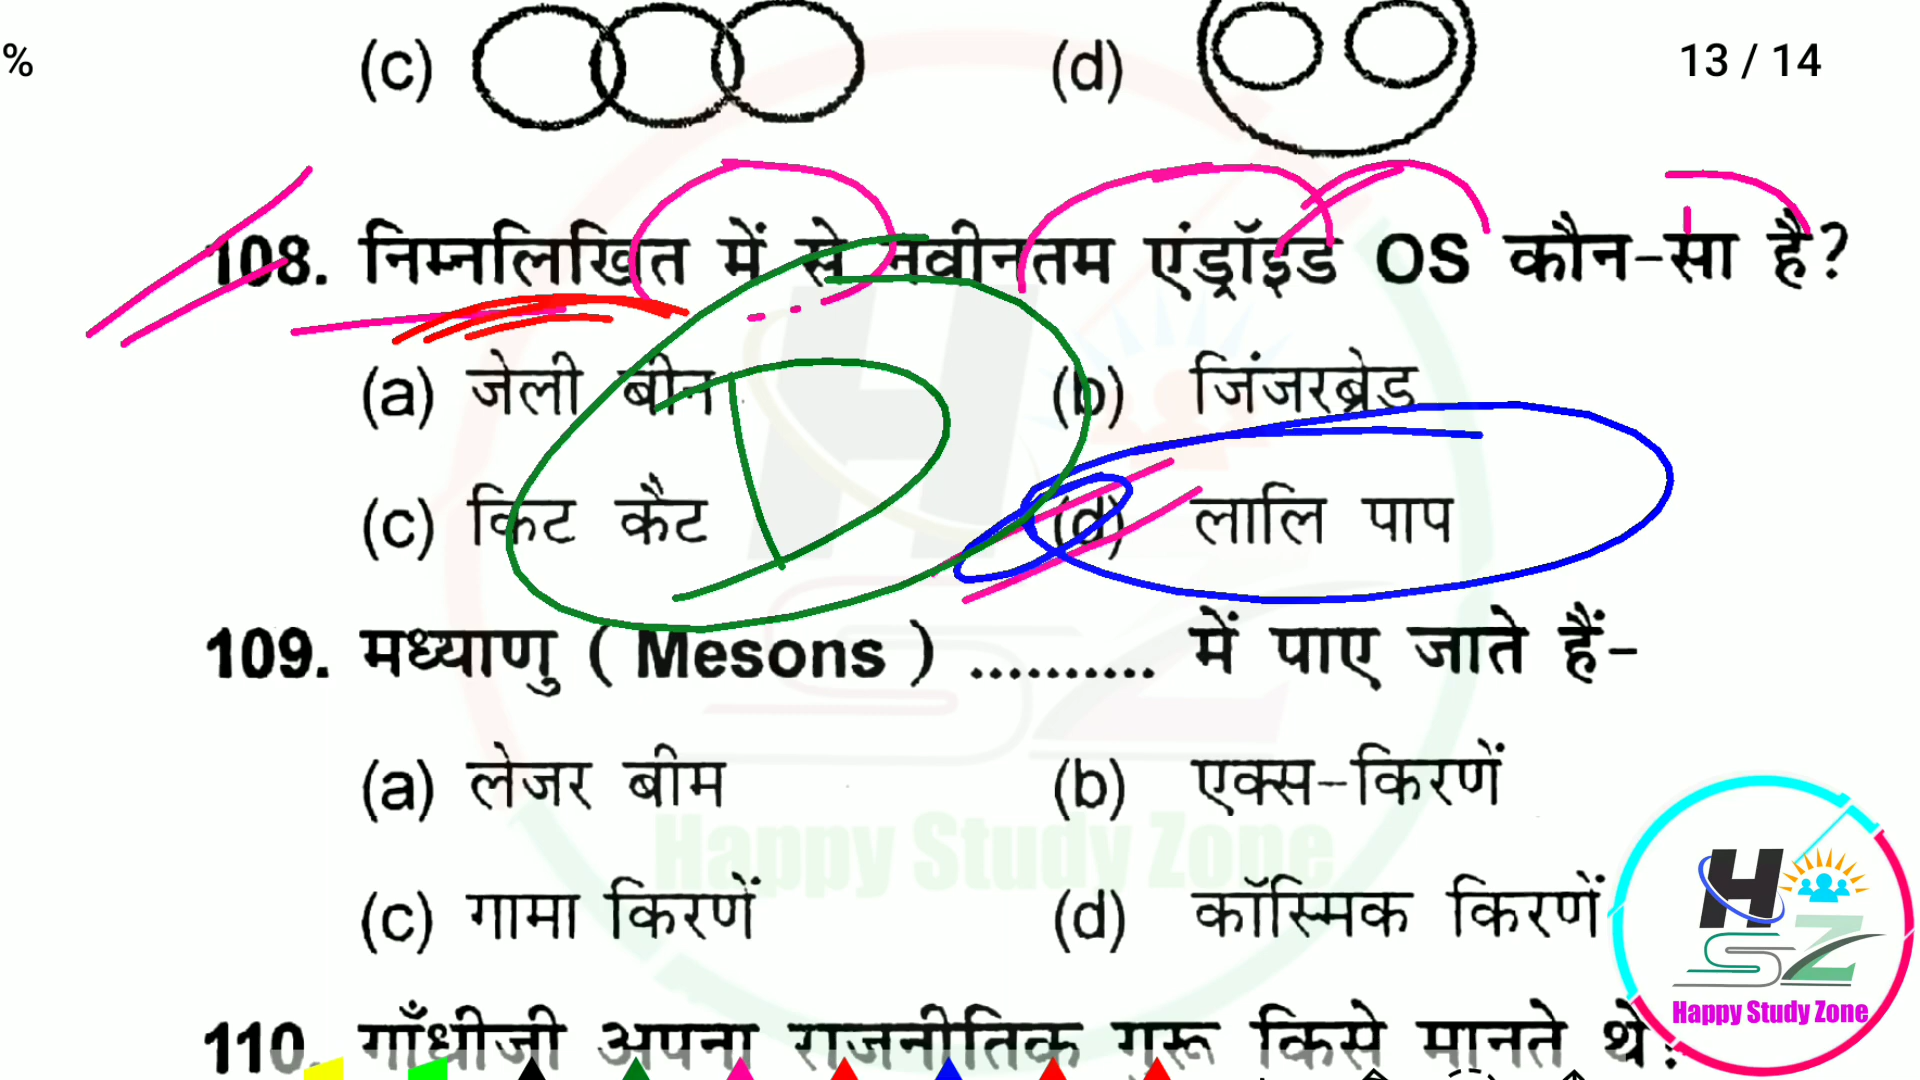 %
13 / 14
(c) (d)
108. निम्नलिखित में से नवीनतम एंड्रॉइड OS कौन-सा है?
(a) जेली बीन (b) जिंजरब्रेड
(c) किट कैट (d) लालि पाप
D
109. मध्याणु ( Mesons ) .......... में पाए जाते हैं-
(a) लेजर बीम (b) एक्स-किरणें
Happy Study Zone
(c) गामा किरणें (d) कॉस्मिक किरणें
HSZ
Happy Study Zone
110. गाँधीजी अपना राजनीतिक गुरू किसे मानते थे